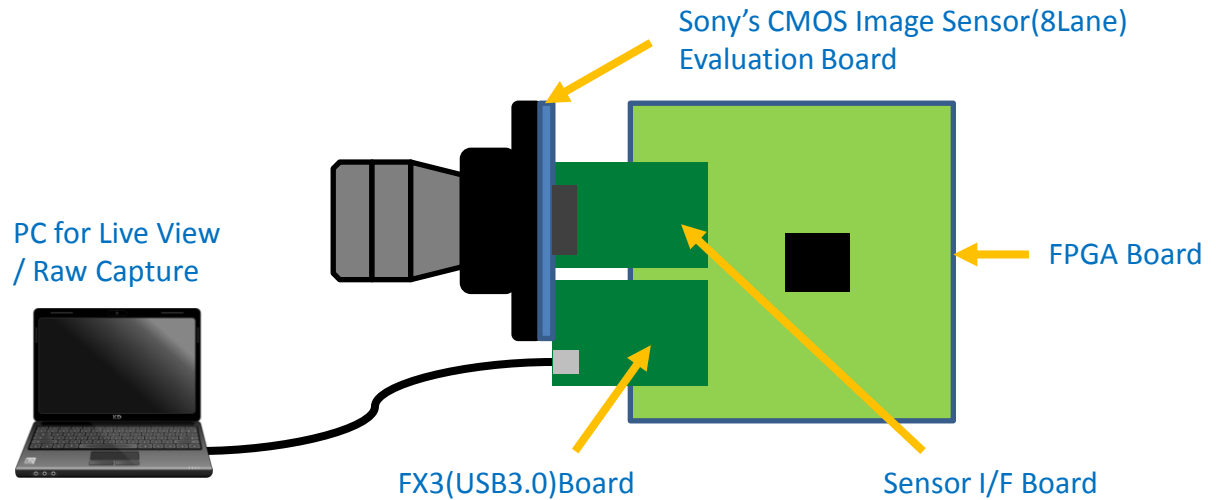 Sony's CMOS Image Sensor(8Lane)
Evaluation Board
PC for Live View
/ Raw Capture
FPGA Board
FX3(USB3.0)Board
Sensor I/F Board